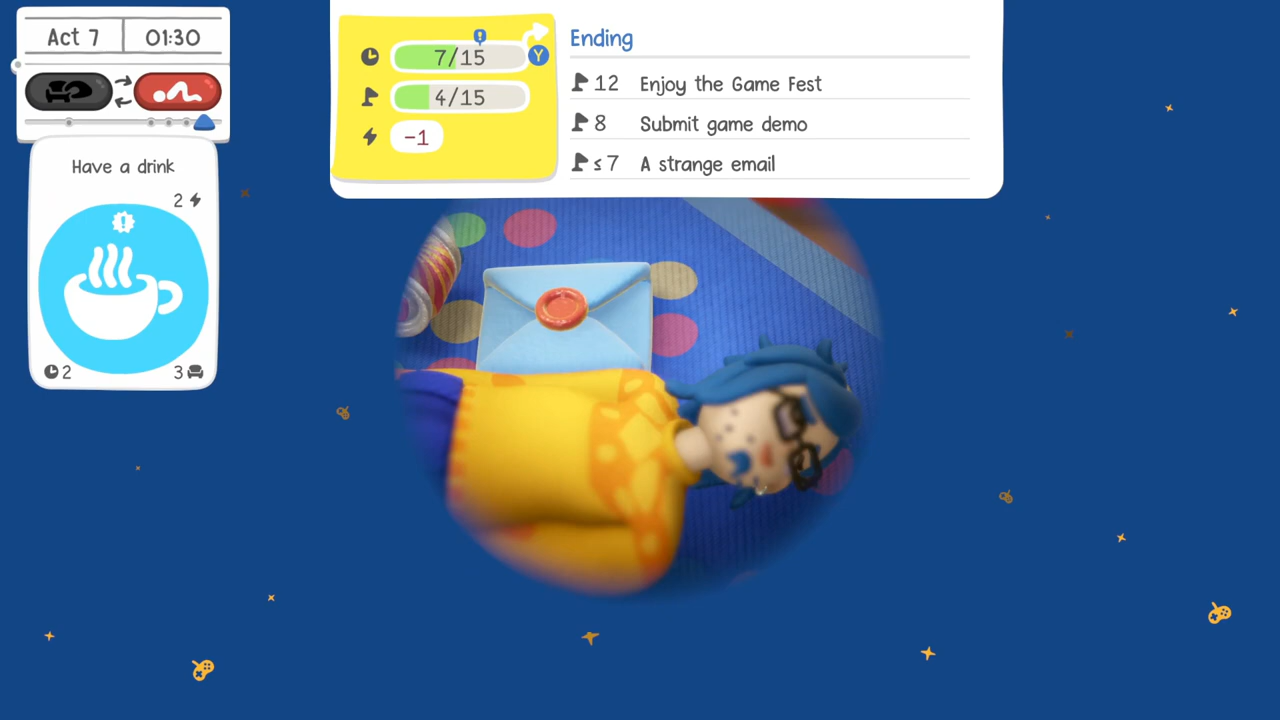 Act 7
01:30
Have a drink
2
2
3
7/15
Y
4/15
-1
Ending
12 Enjoy the Game Fest
8 Submit game demo
≤ 7 A strange email